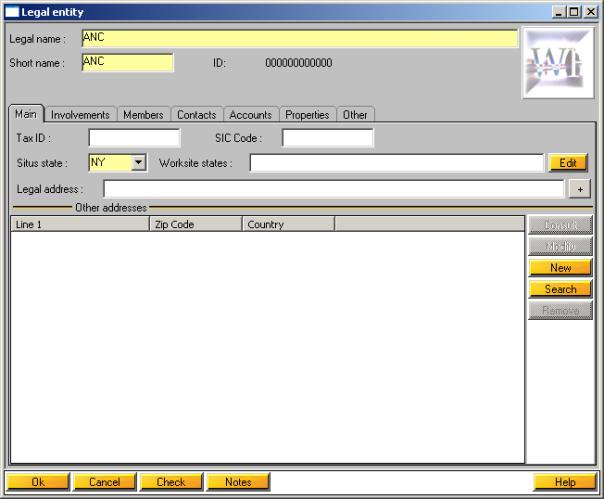 Legal entity
Legal name : ANC
Short name : ANC ID: 000000000000
Main Involvements Members Contacts Accounts Properties Other
Tax ID : SIC Code :
Situs state : NY Worksite states : Edit
Legal address : +
Other addresses
Line 1 Zip Code Country
Consult
Modify
New
Search
Remove
Ok Cancel Check Notes Help